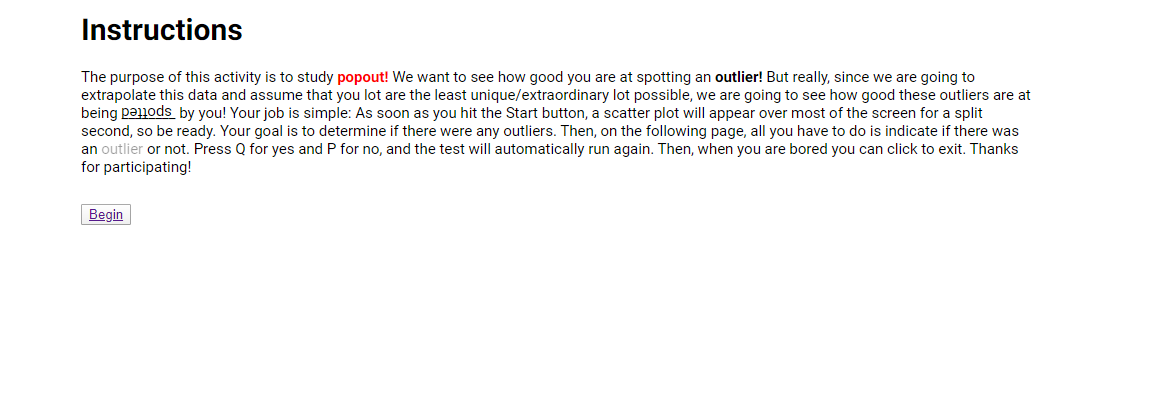 Instructions
The purpose of this activity is to study popout! We want to see how good you are at spotting an outlier! But really, since we are going to
extrapolate this data and assume that you lot are the least unique/extraordinary lot possible, we are going to see how good these outliers are at
being spotted by you! Your job is simple: As soon as you hit the Start button, a scatter plot will appear over most of the screen for a split
second, so be ready. Your goal is to determine if there were any outliers. Then, on the following page, all you have to do is indicate if there was
an outlier or not. Press Q for yes and P for no, and the test will automatically run again. Then, when you are bored you can click to exit. Thanks
for participating!
Begin